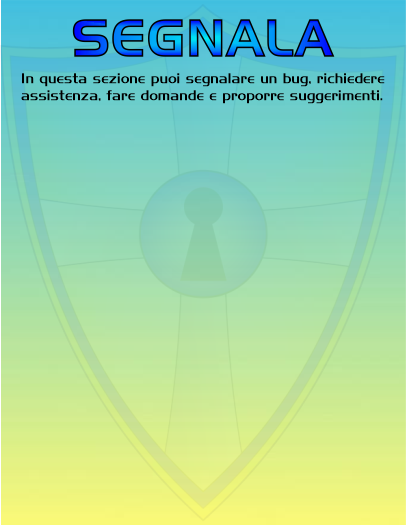 SEGNALA
In questa sezione puoi segnalare un bug, richiedere
assistenza, fare domande e proporre suggerimenti.